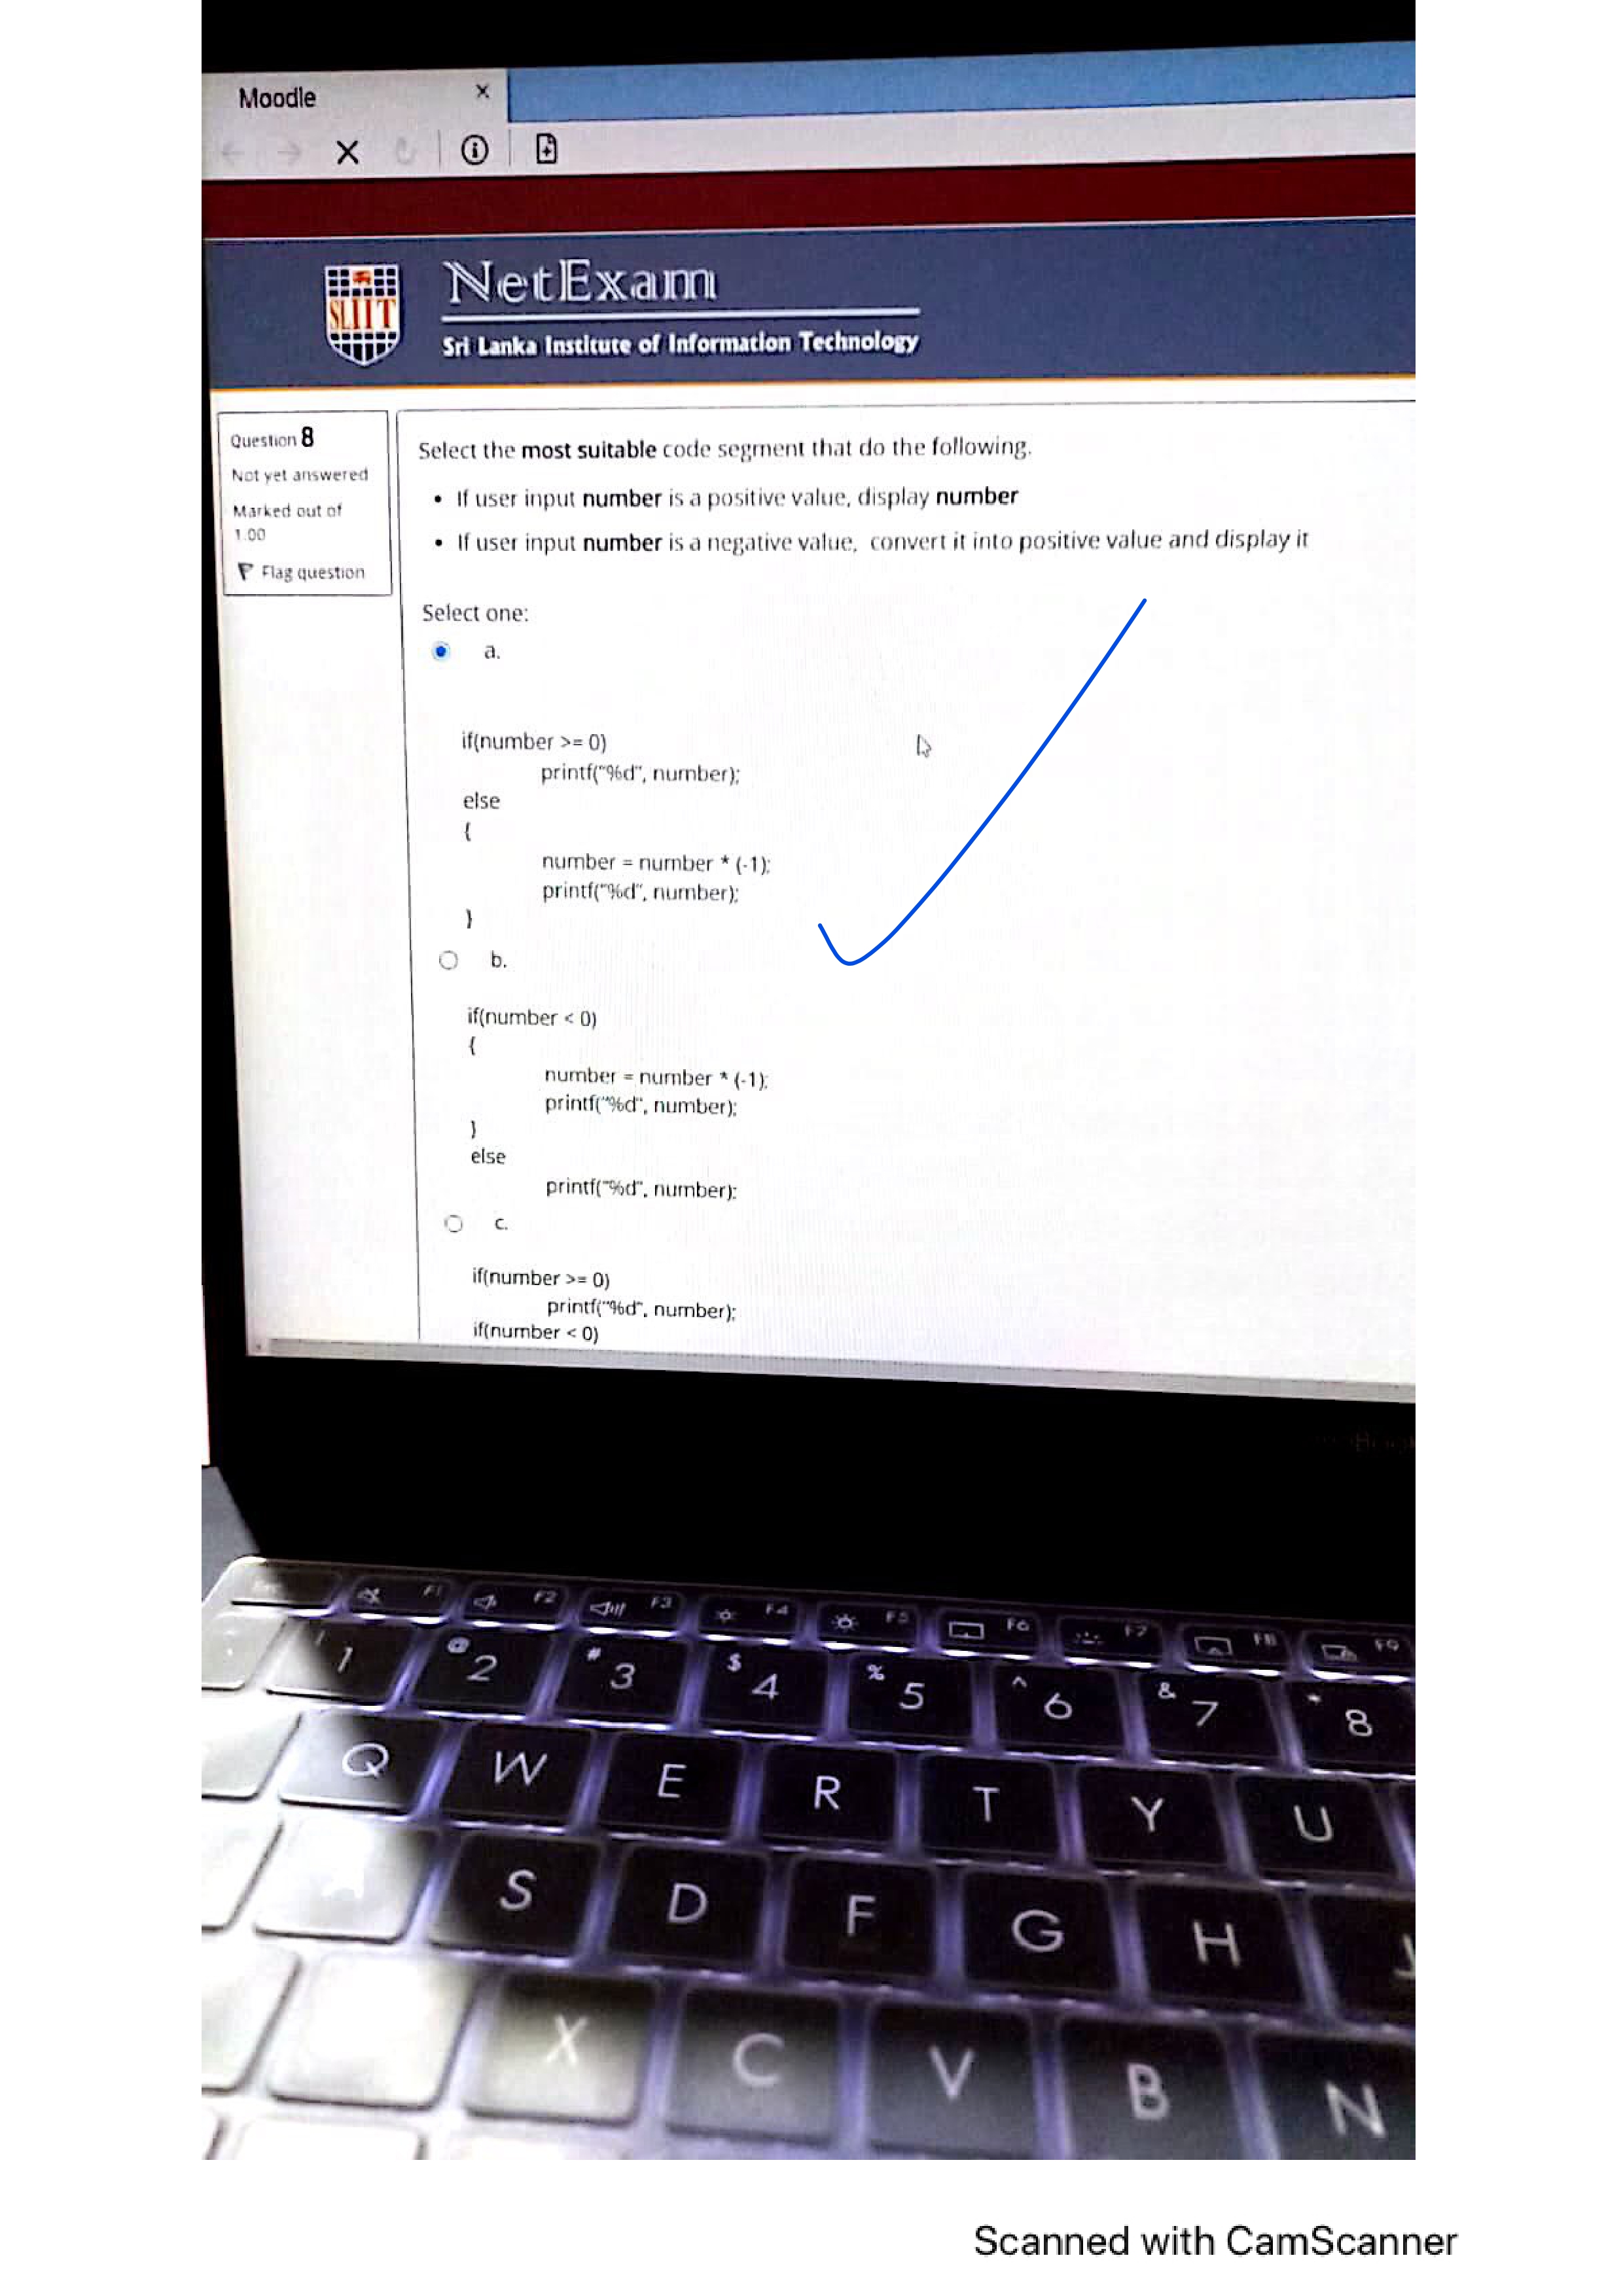 Moodle
NetExam
SLIIT
Sri Lanka Institute of Information Technology
Question 8
Not yet answered
Marked out of
1.00
Flag question
Select the most suitable code segment that do the following.
• If user input number is a positive value, display number
• If user input number is a negative value, convert it into positive value and display it
Select one:
a.
if(number >= 0)
printf("%d", number);
else
{
number = number * (-1);
printf("%d", number);
}
b.
if(number < 0)
{
number = number * (-1);
printf("%d", number);
}
else
printf("%d", number);
c.
if(number >= 0)
printf("%d", number);
if(number < 0)
F1 F2 F3 F4 F5 F6 F7 F8 F9
! 1 @ 2 # 3 $ 4 % 5 ^ 6 & 7 * 8
Q W E R T Y U
S D F G H J
X C V B N
Scanned with CamScanner